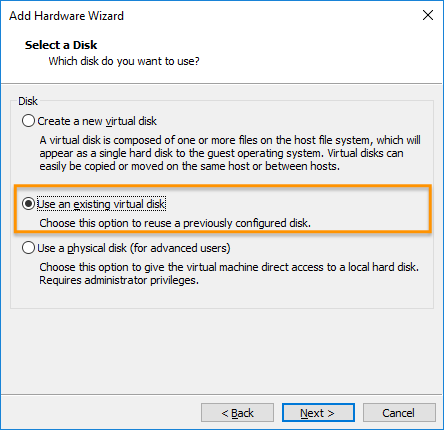 Add Hardware Wizard
Select a Disk
Which disk do you want to use?
Disk
Create a new virtual disk
A virtual disk is composed of one or more files on the host file system, which will
appear as a single hard disk to the guest operating system. Virtual disks can
easily be copied or moved on the same host or between hosts.
Use an existing virtual disk
Choose this option to reuse a previously configured disk.
Use a physical disk (for advanced users)
Choose this option to give the virtual machine direct access to a local hard disk.
Requires administrator privileges.
< Back Next > Cancel